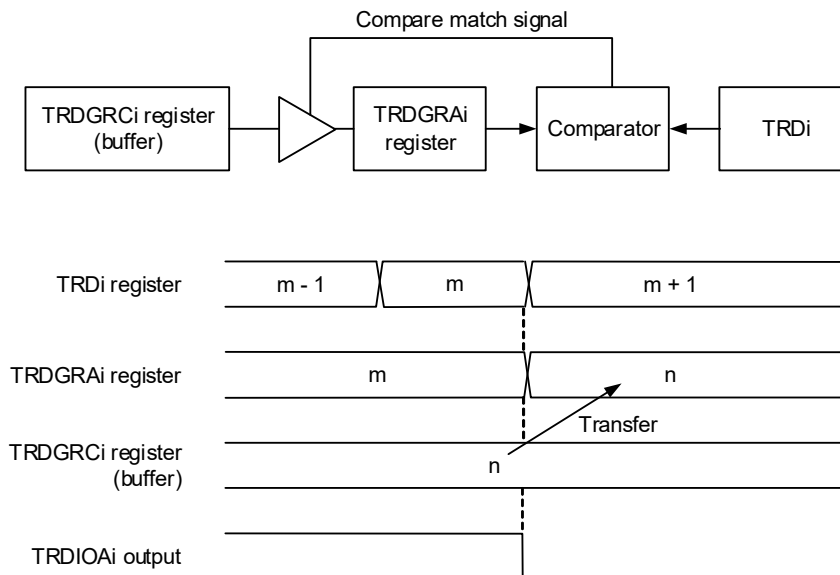 Compare match signal
TRDGRCi register
(buffer)
TRDGRAi
register
Comparator
TRDi
TRDi register
m - 1
m
m + 1
TRDGRAi register
m
n
Transfer
TRDGRCi register
(buffer)
n
TRDIOAi output